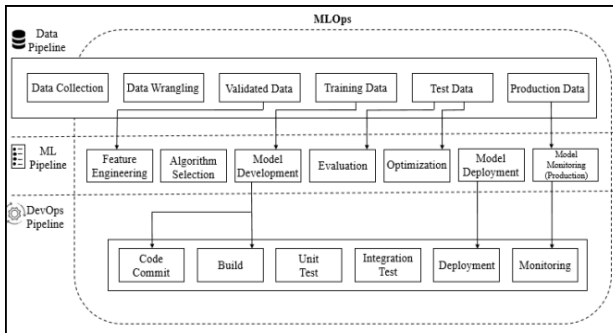 MLOps
Data
Pipeline
Data Collection
Data Wrangling
Validated Data
Training Data
Test Data
Production Data
ML
Pipeline
Feature
Engineering
Algorithm
Selection
Model
Development
Evaluation
Optimization
Model
Deployment
Model
Monitoring
(Production)
DevOps
Pipeline
Code
Commit
Build
Unit
Test
Integration
Test
Deployment
Monitoring